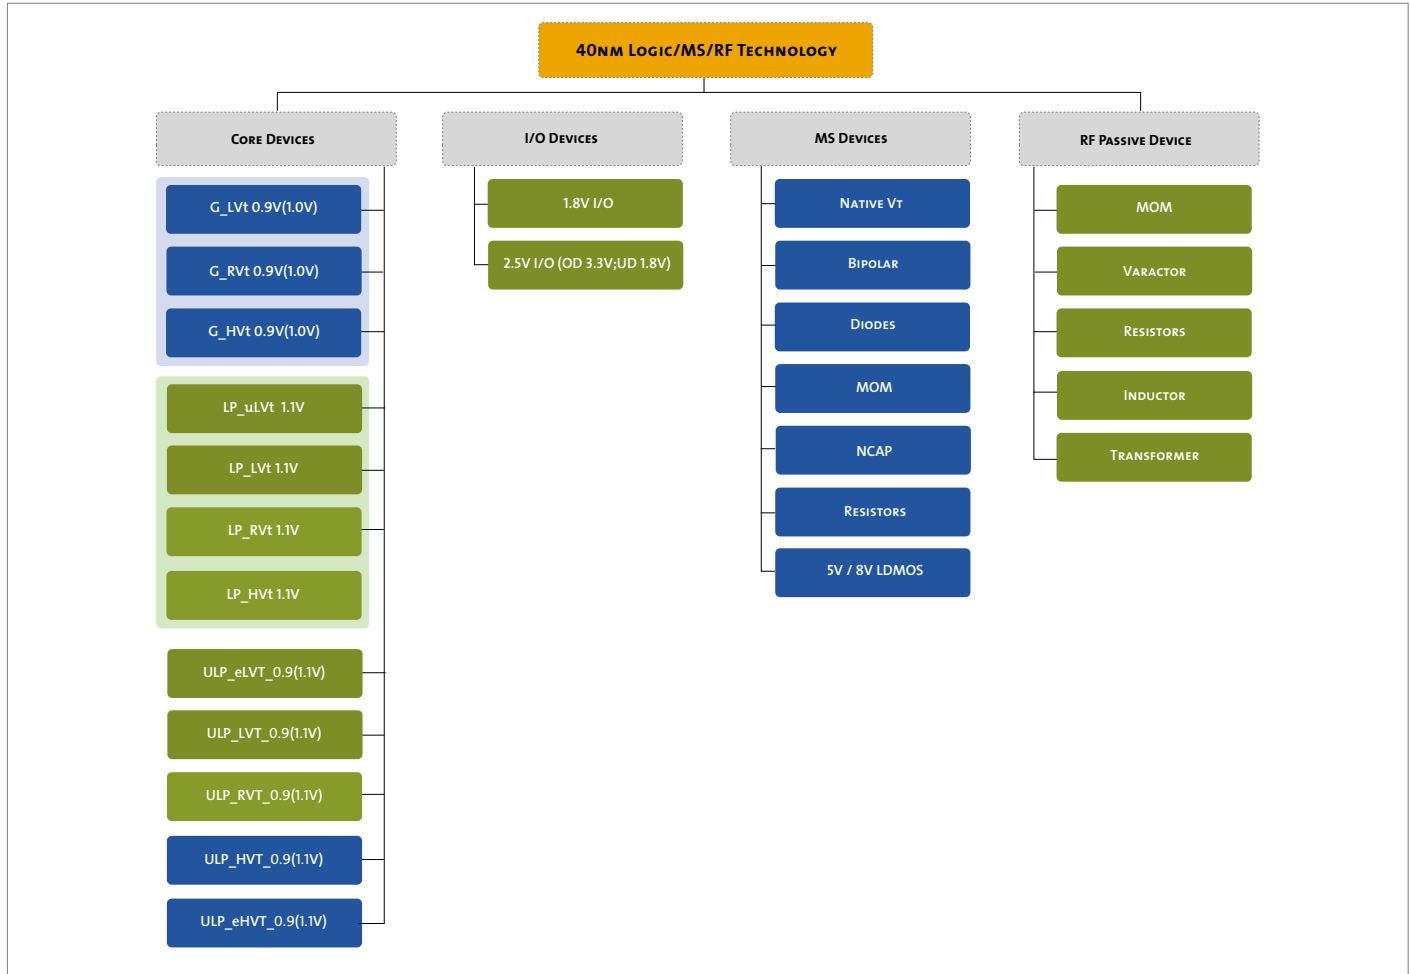 40nm Logic/MS/RF Technology
Core Devices
G_LVt 0.9V(1.0V)
G_RVt 0.9V(1.0V)
G_HVt 0.9V(1.0V)
LP_uLVt 1.1V
LP_LVt 1.1V
LP_RVt 1.1V
LP_HVt 1.1V
ULP_eLVT_0.9(1.1V)
ULP_LVT_0.9(1.1V)
ULP_RVT_0.9(1.1V)
ULP_HVT_0.9(1.1V)
ULP_eHVT_0.9(1.1V)
I/O Devices
1.8V I/O
2.5V I/O (OD 3.3V;UD 1.8V)
MS Devices
Native Vt
Bipolar
Diodes
MOM
NCAP
Resistors
5V / 8V LDMOS
RF Passive Device
MOM
Varactor
Resistors
Inductor
Transformer